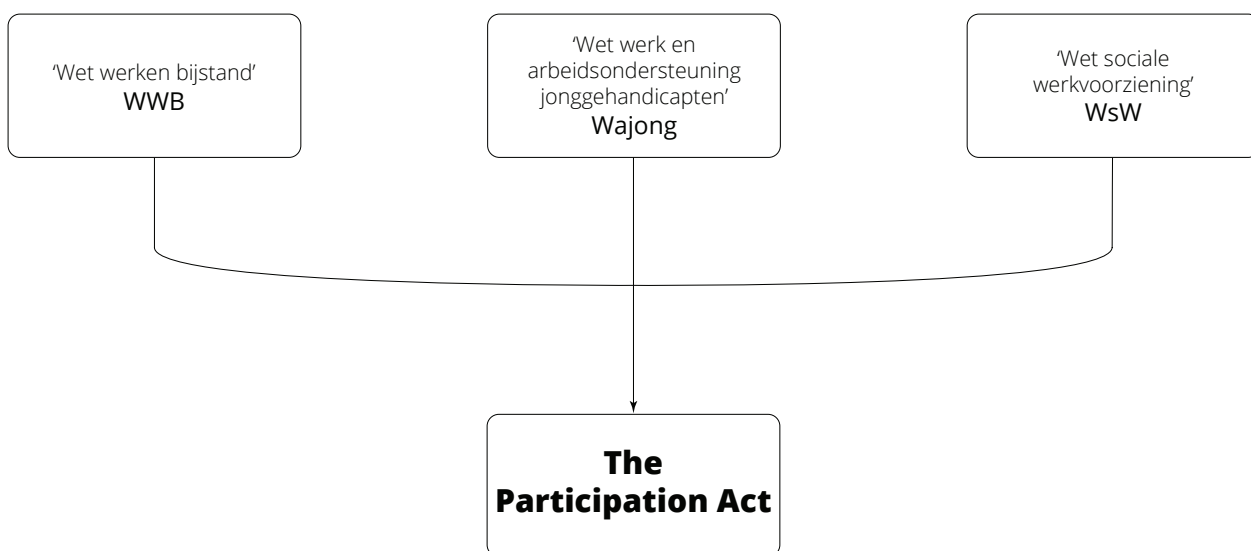 ‘Wet werken bijstand’
WWB
‘Wet werk en
arbeidsondersteuning
jonggehandicapten’
Wajong
‘Wet sociale
werkvoorziening’
WsW
The
Participation Act